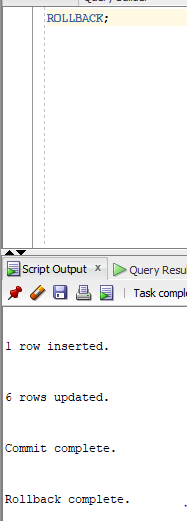 ROLLBACK;
Script Output x
Query Resu
Task comple
1 row inserted.
6 rows updated.
Commit complete.
Rollback complete.